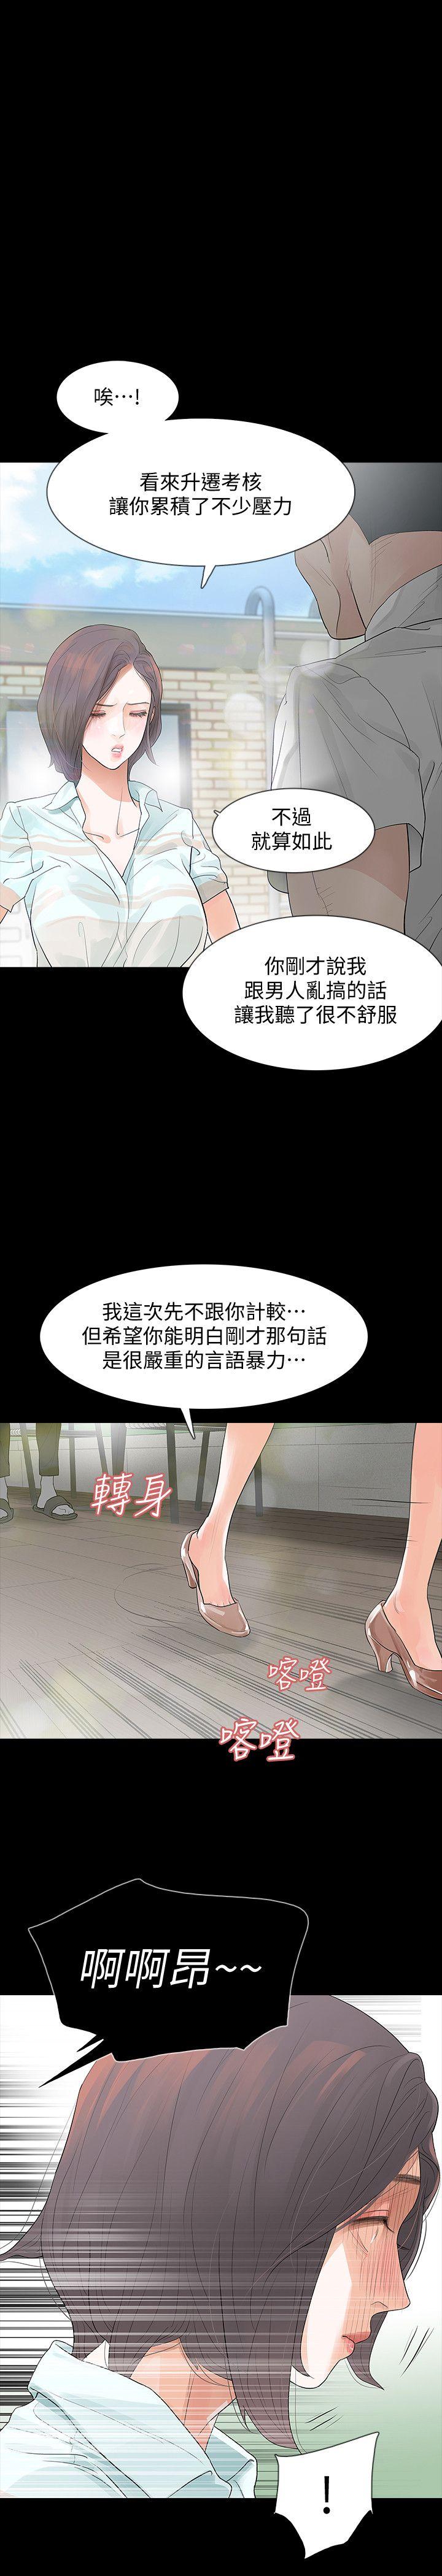 唉⋯!
看來升遷考核
讓你累積了不少壓力
不過
就算如此
你剛才說我
跟男人亂搞的話
讓我聽了很不舒服
我這次先不跟你計較⋯
但希望你能明白剛才那句話
是很嚴重的言語暴力⋯
轉身
喀噔
喀噔
啊啊昂~~
!